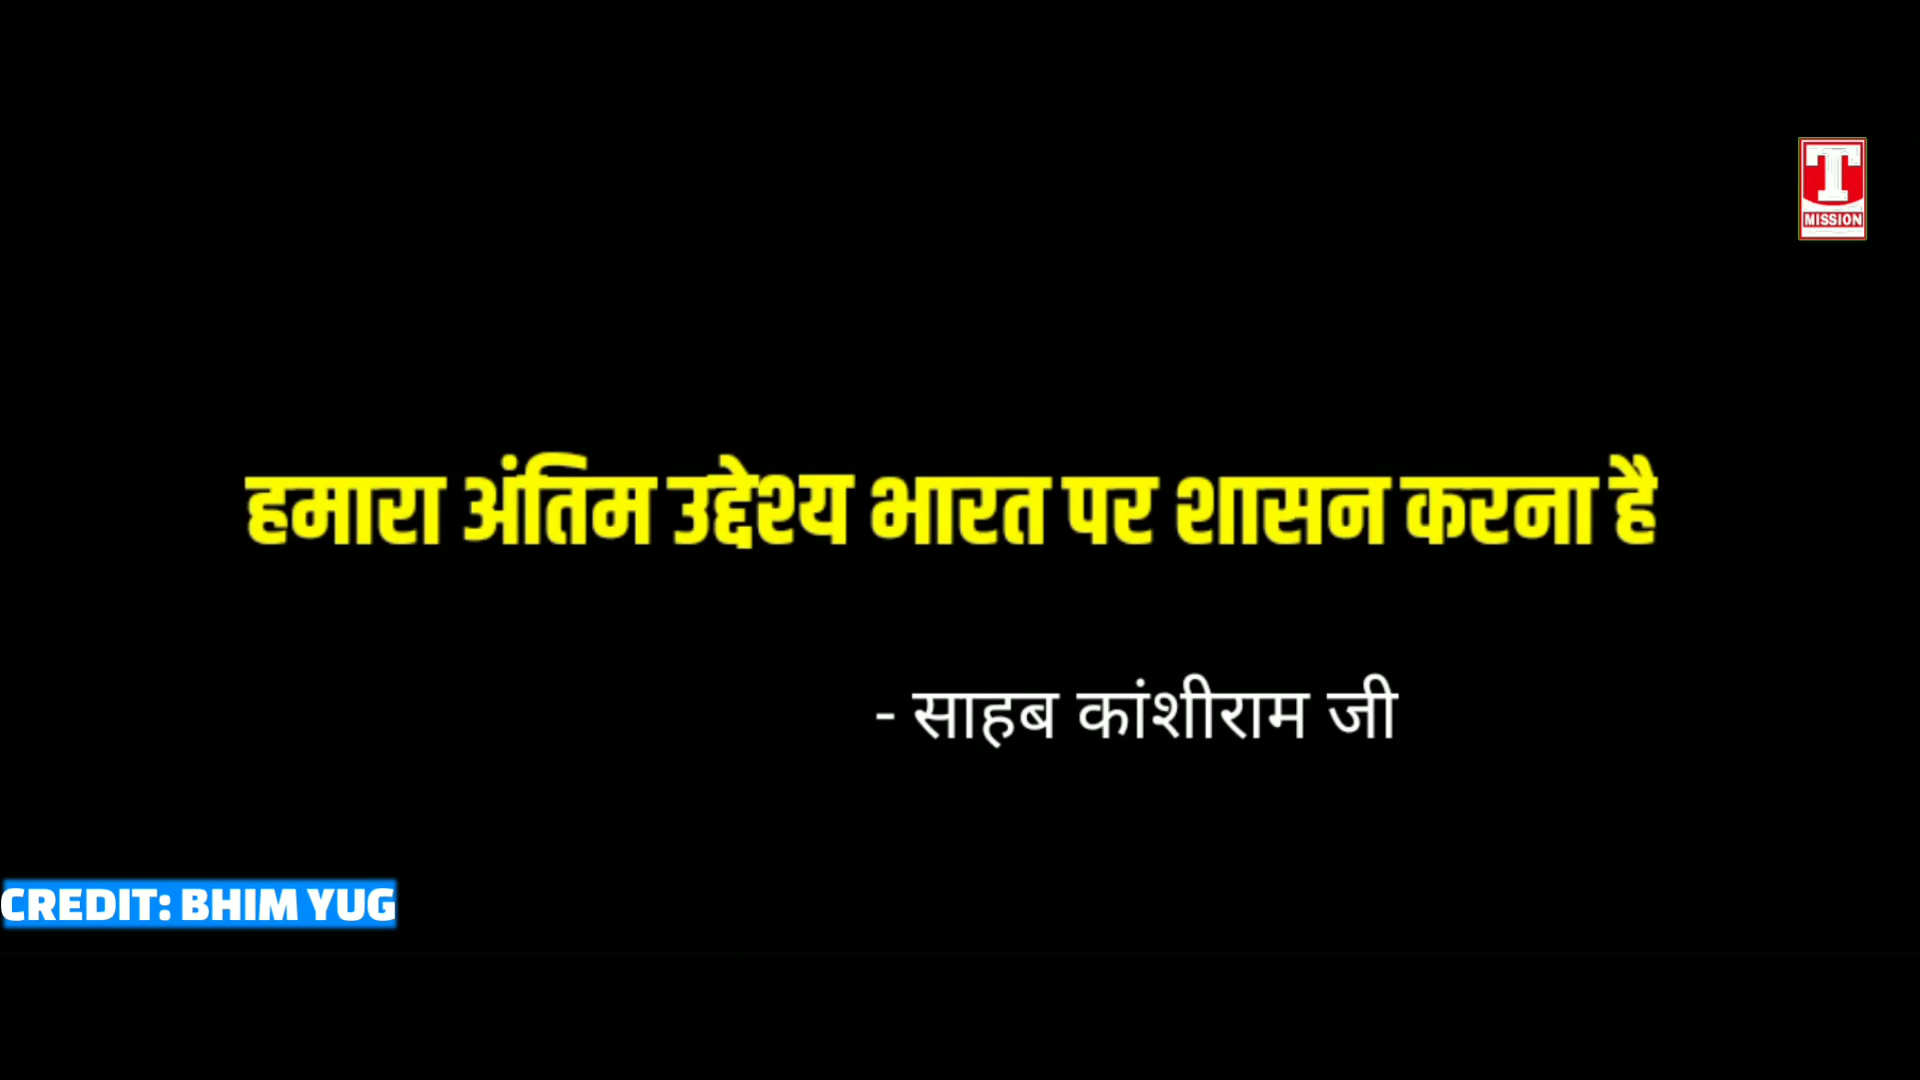 T
MISSION
हमारा अंतिम उद्देश्य भारत पर शासन करना है
- साहब कांशीराम जी
CREDIT: BHIM YUG